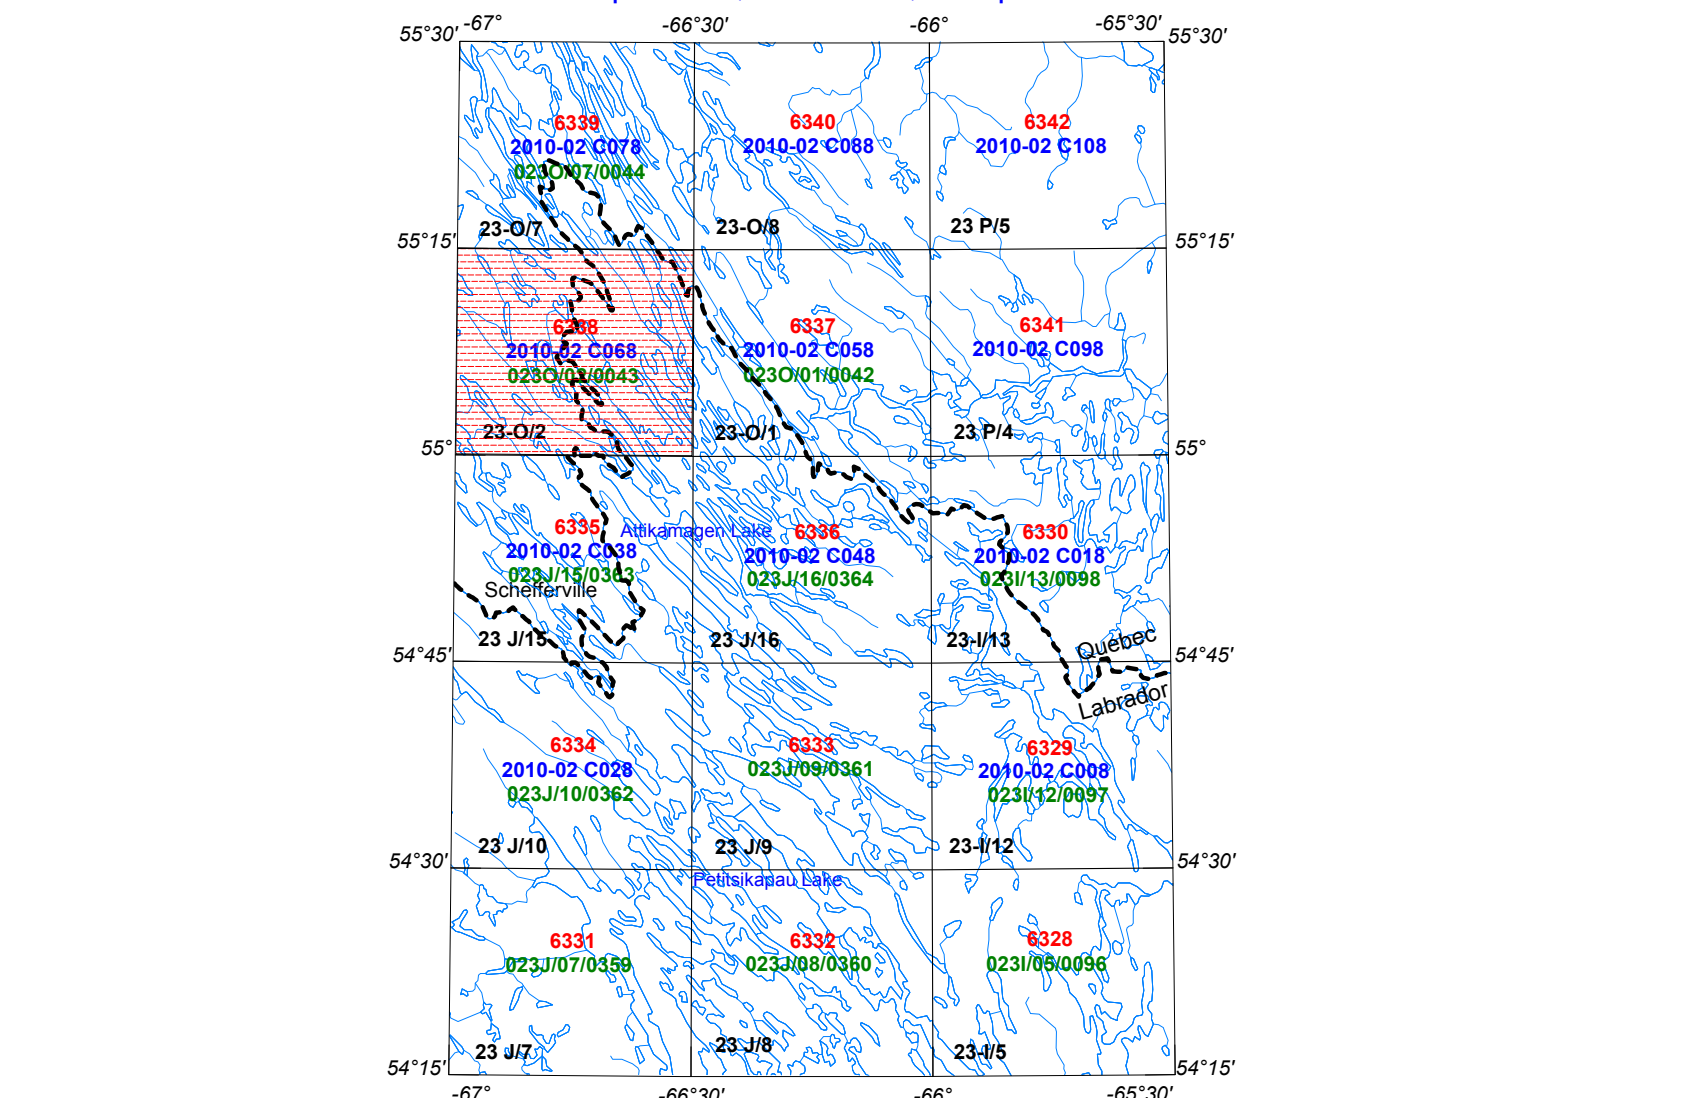 -67° -66°30' -66° -65°30'
55°30' 55°30'
6339 6340 6342
2010-02 C078 2010-02 C088 2010-02 C108
023O/07/0044
23-O/7 23-O/8 23 P/5
55°15' 55°15'
6338 6337 6341
2010-02 C068 2010-02 C058 2010-02 C098
023O/02/0043 023O/01/0042
23-O/2 23-O/1 23 P/4
55° 55°
6335 Attikamagen Lake 6336 6330
2010-02 C038 2010-02 C048 2010-02 C018
023J/15/0363 023J/16/0364 023I/13/0098
Schefferville
23 J/15 23 J/16 23-I/13
Quebec
54°45' 54°45'
Labrador
6334 6333 6329
2010-02 C028 023J/09/0361 2010-02 C008
023J/10/0362 023I/12/0097
23 J/10 23 J/9 23-I/12
54°30' 54°30'
Petitsikapau Lake
6331 6332 6328
023J/07/0359 023J/08/0360 023I/05/0096
23 J/7 23 J/8 23-I/5
54°15' 54°15'
-67° -66°30' -66° -65°30'